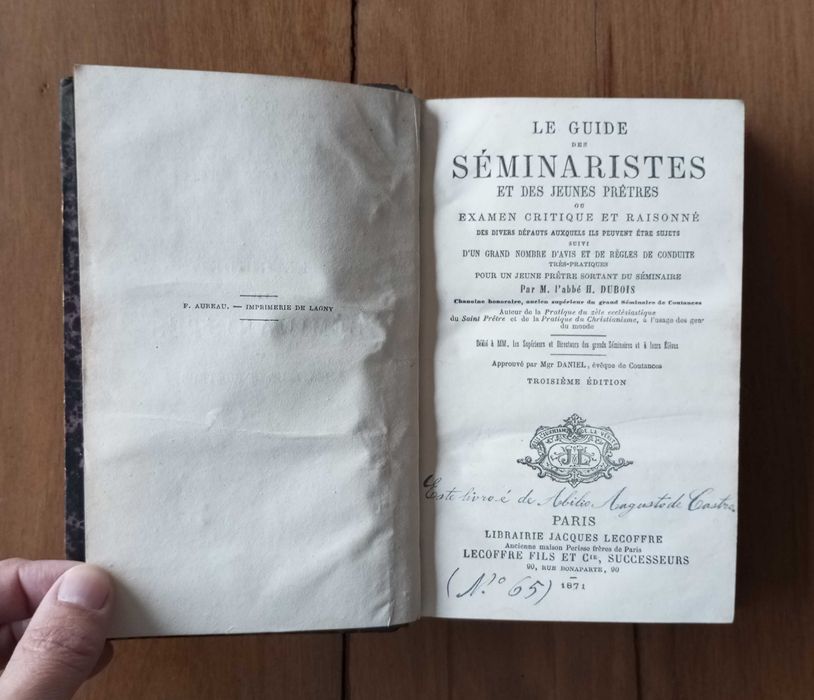 F. AUREAU. — IMPRIMERIE DE LAGNY
LE GUIDE
DES
SÉMINARISTES
ET DES JEUNES PRÊTRES
OU
EXAMEN CRITIQUE ET RAISONNÉ
DES DIVERS DÉFAUTS AUXQUELS ILS PEUVENT ÊTRE SUJETS
SUIVI
D'UN GRAND NOMBRE D'AVIS ET DE RÈGLES DE CONDUITE
TRÈS-PRATIQUES
POUR UN JEUNE PRÊTRE SORTANT DU SÉMINAIRE
Par M. l'abbé H. DUBOIS
Chanoine honoraire, ancien supérieur du grand Séminaire de Coutances
Auteur de la Pratique du zèle ecclésiastique
du Saint Prêtre et de la Pratique du Christianisme, à l'usage des gens
du monde
Dédié à MM. les Supérieurs et Directeurs des grands Séminaires et à leurs Élèves
Approuvé par Mgr DANIEL, évêque de Coutances
TROISIÈME ÉDITION
JL
Este livro é de Abilio Augusto de Castro
PARIS
LIBRAIRIE JACQUES LECOFFRE
Ancienne maison Perisse frères de Paris
LECOFFRE FILS ET Cie, SUCCESSEURS
90, RUE BONAPARTE, 90
(N.º 65) 1871